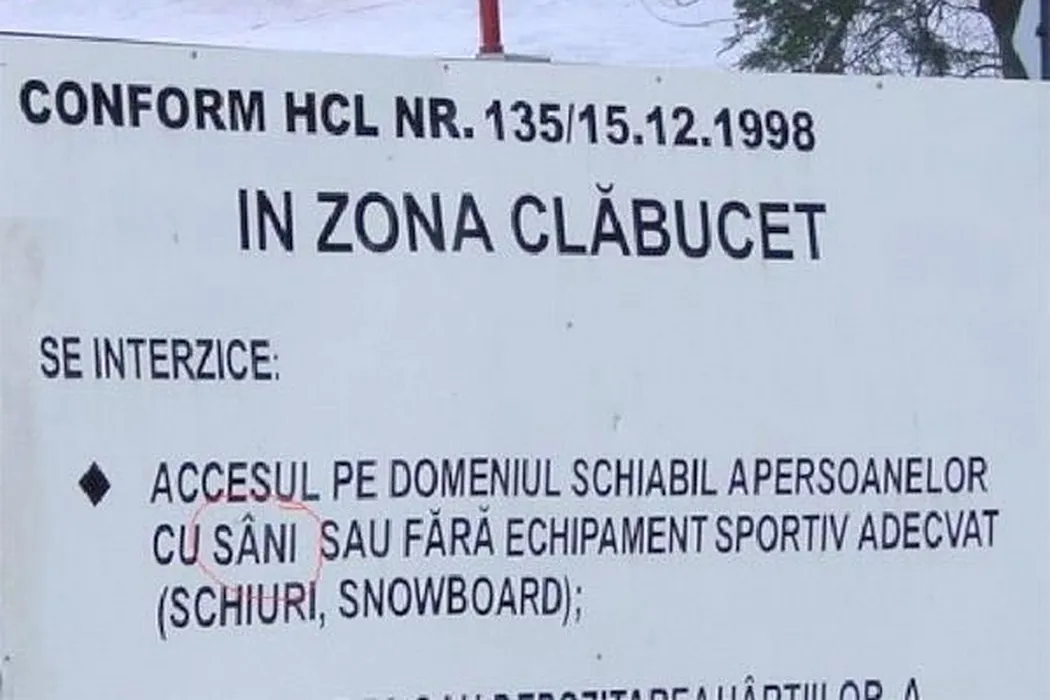 CONFORM HCL NR. 135/15.12.1998
IN ZONA CLĂBUCET
SE INTERZICE:
ACCESUL PE DOMENIUL SCHIABIL A PERSOANELOR
CU SÂNI SAU FĂRĂ ECHIPAMENT SPORTIV ADECVAT
(SCHIURI, SNOWBOARD);